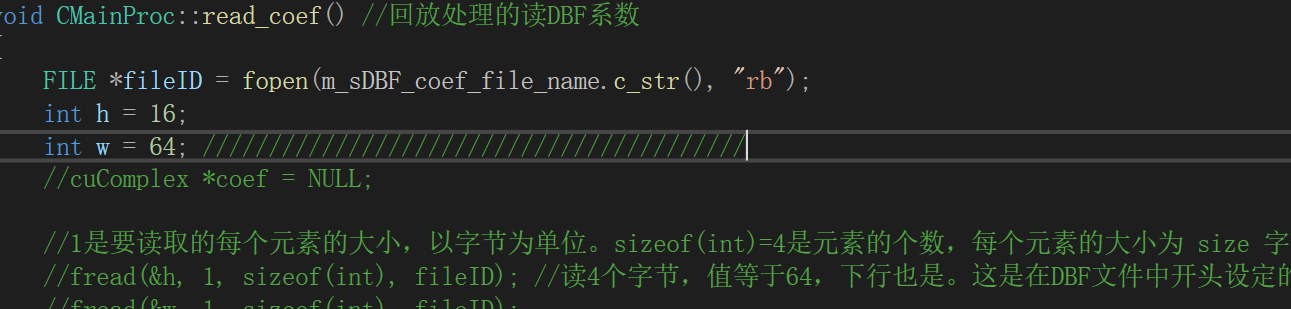 void CMainProc::read_coef() //回放处理的读DBF系数
{
FILE *fileID = fopen(m_sDBF_coef_file_name.c_str(), "rb");
int h = 16;
int w = 64; /////////////////////////////////////////
//cuComplex *coef = NULL;
//1是要读取的每个元素的大小，以字节为单位。sizeof(int)=4是元素的个数，每个元素的大小为 size 字
//fread(&h, 1, sizeof(int), fileID); //读4个字节，值等于64，下行也是。这是在DBF文件中开头设定的
//fread(&w, 1, sizeof(int), fileID);